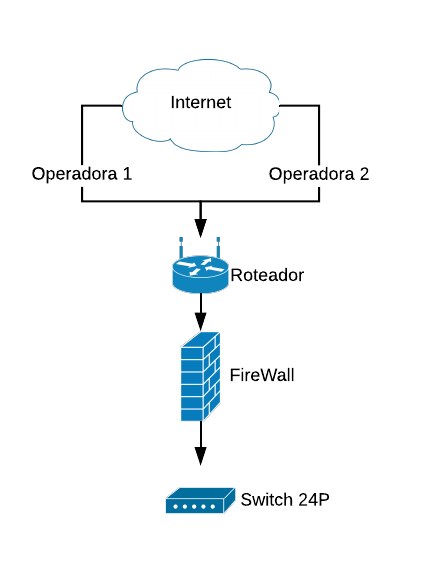 Internet
Operadora 1
Operadora 2
Roteador
FireWall
Switch 24P